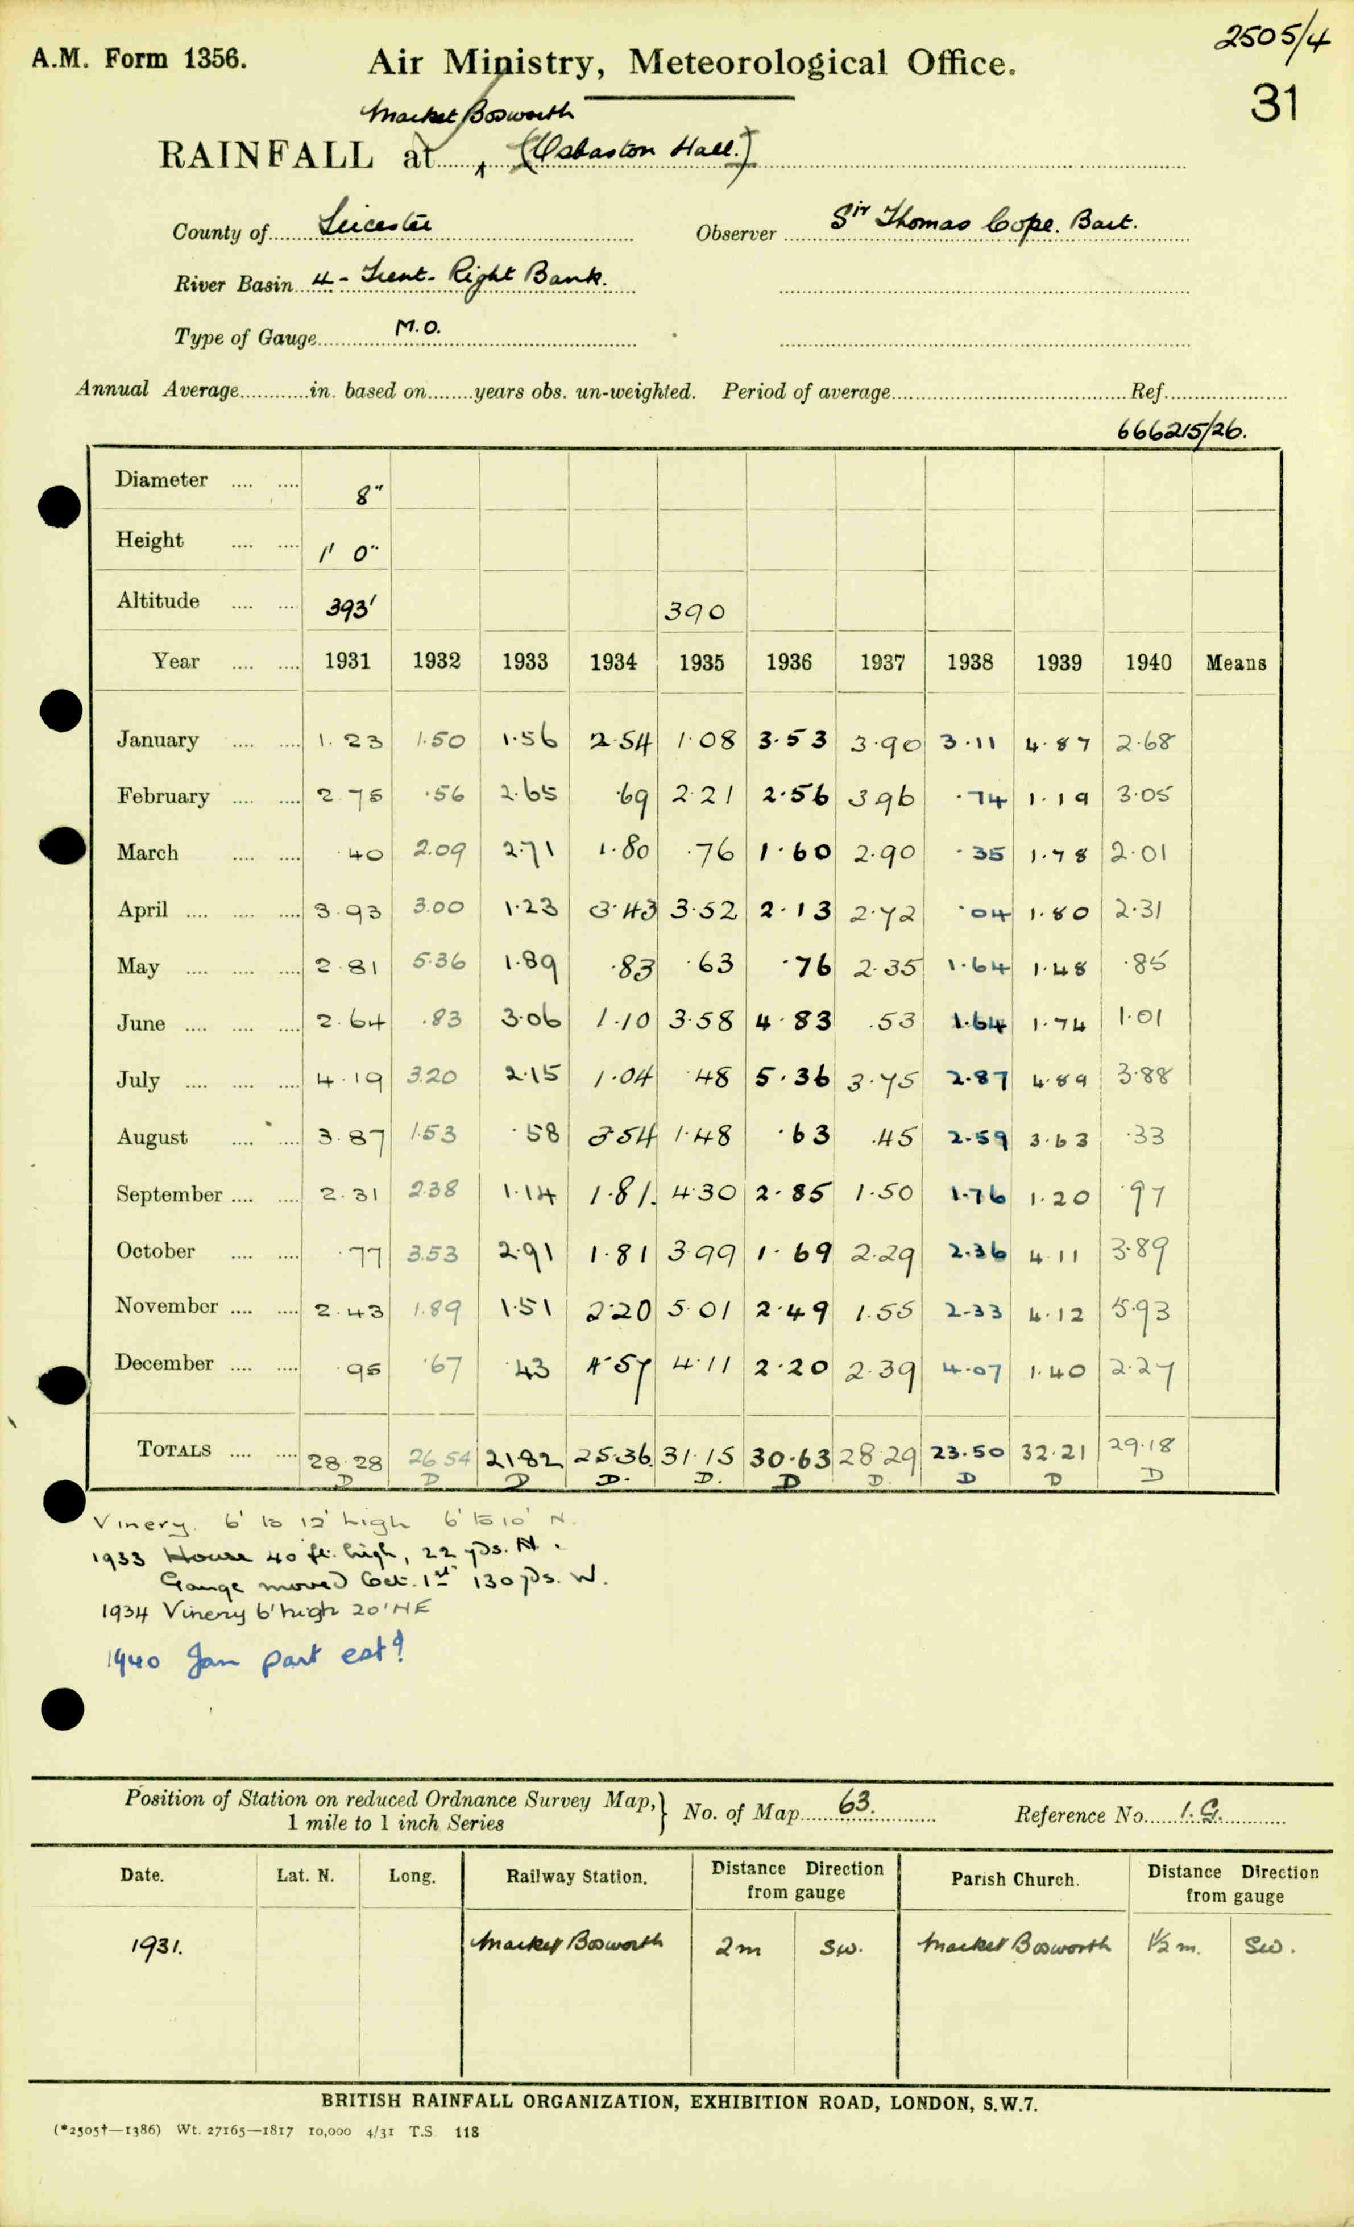 2505/4
A.M. Form 1356. Air Ministry, Meteorological Office.
31
Market Bosworth
RAINFALL at (Osbaston Hall.)
County of Leicester Observer Sir Thomas Cope. Bart.
River Basin 4 - Trent - Right Bank.
Type of Gauge M.O.
Annual Average in. based on years obs. un-weighted. Period of average Ref.
666215/26.
Diameter 8"
Height 1' 0"
Altitude 393' 390
Year 1931 1932 1933 1934 1935 1936 1937 1938 1939 1940 Means
January 1.23 1.50 1.56 2.54 1.08 3.53 3.90 3.11 4.87 2.68
February 2.75 .56 2.65 .69 2.21 2.56 3.96 .74 1.19 3.05
March .40 2.09 2.71 1.80 .76 1.60 2.90 .35 1.78 2.01
April 3.93 3.00 1.23 3.43 3.52 2.13 2.72 .04 1.80 2.31
May 2.81 5.36 1.89 .83 .63 .76 2.35 1.64 1.48 .85
June 2.64 .83 3.06 1.10 3.58 4.83 .53 1.64 1.74 1.01
July 4.19 3.20 2.15 1.04 .48 5.36 3.75 2.87 4.89 3.88
August 3.87 1.53 .58 3.54 1.48 .63 .45 2.59 3.63 .33
September 2.31 2.38 1.14 1.81. 4.30 2.85 1.50 1.76 1.20 .97
October .77 3.53 2.91 1.81 3.99 1.69 2.29 2.36 4.11 3.89
November 2.43 1.89 1.51 2.20 5.01 2.49 1.55 2.33 4.12 5.93
December .95 .67 .43 4.57 4.11 2.20 2.39 4.07 1.40 2.27
TOTALS 28.28 26.54 21.82 25.36 31.15 30.63 28.29 23.50 32.21 29.18
D D D D. D. D D. D D D
Vinery. 6' to 12' high 6' to 10' N.
1933 House 40 ft. high, 22 yds. N.
Gauge moved Oct. 1st 130 yds. W.
1934 Vinery 6' high 20' NE
1940 Jan part estd
Position of Station on reduced Ordnance Survey Map,} No. of Map 63. Reference No. 1.G.
1 mile to 1 inch Series
Date. Lat. N. Long. Railway Station. Distance Direction from gauge Parish Church. Distance Direction from gauge
1931. Market Bosworth 2 m SW. Market Bosworth 1½ m. SW.
BRITISH RAINFALL ORGANIZATION, EXHIBITION ROAD, LONDON, S.W.7.
(*2505†—1386) Wt. 27165—1817 10,000 4/31 T.S. 118